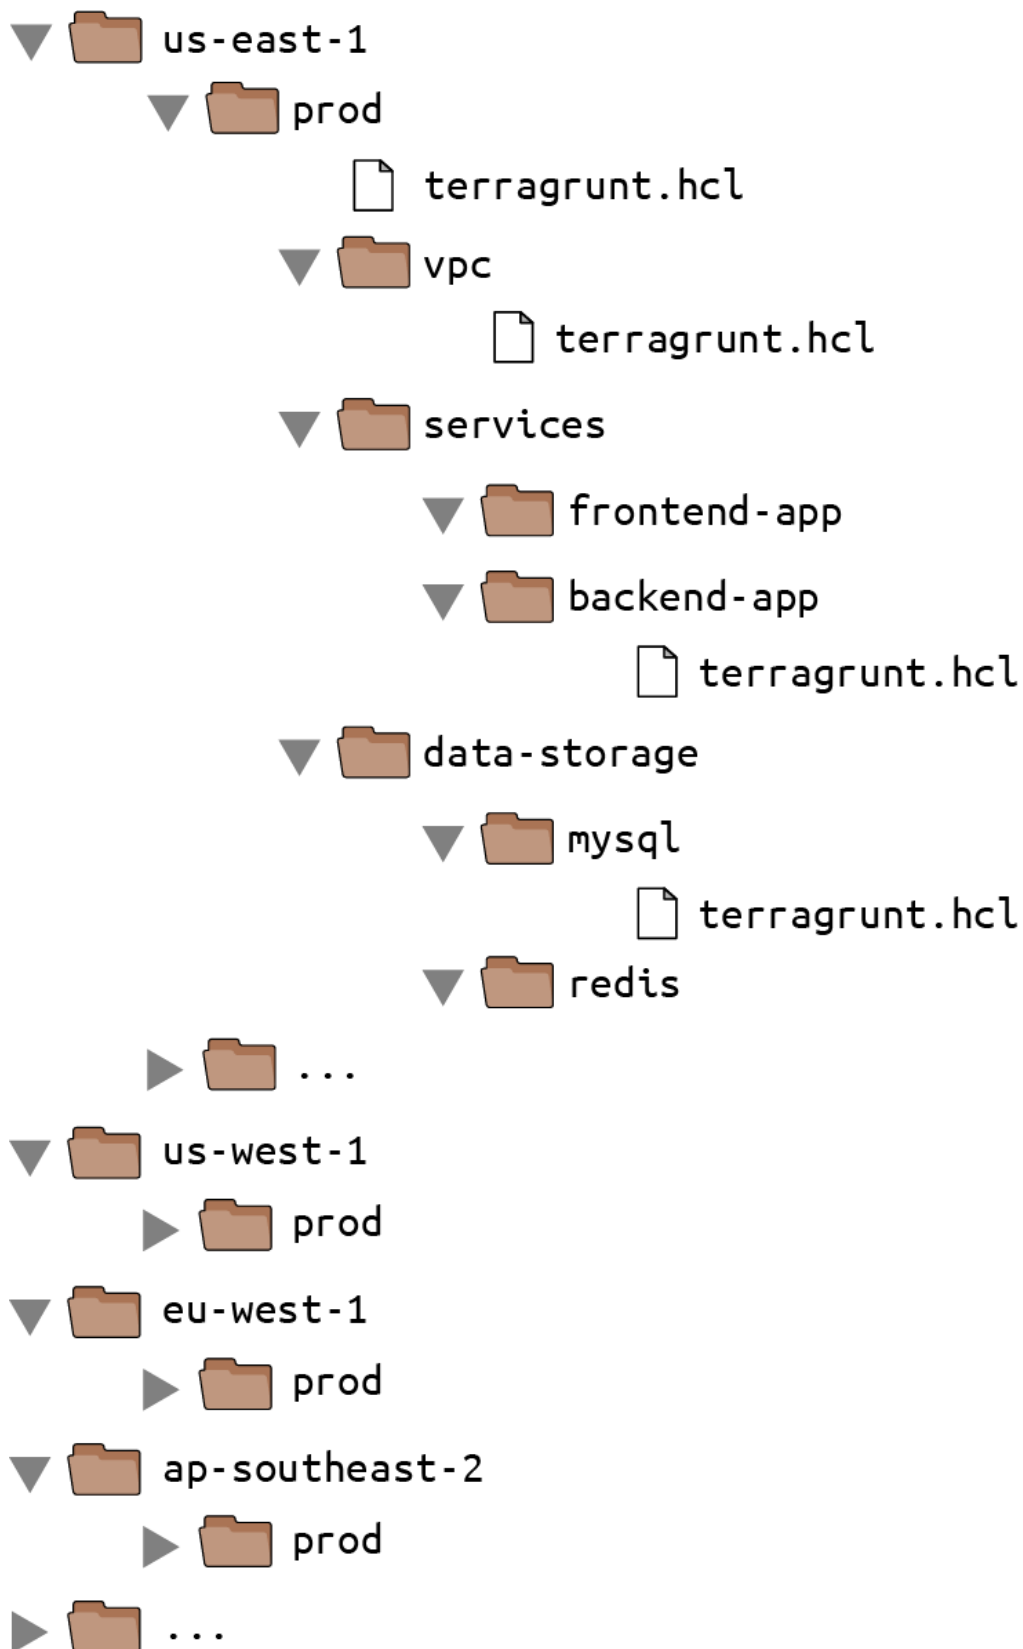 us-east-1
prod
terragrunt.hcl
vpc
terragrunt.hcl
services
frontend-app
backend-app
terragrunt.hcl
data-storage
mysql
terragrunt.hcl
redis
...
us-west-1
prod
eu-west-1
prod
ap-southeast-2
prod
...